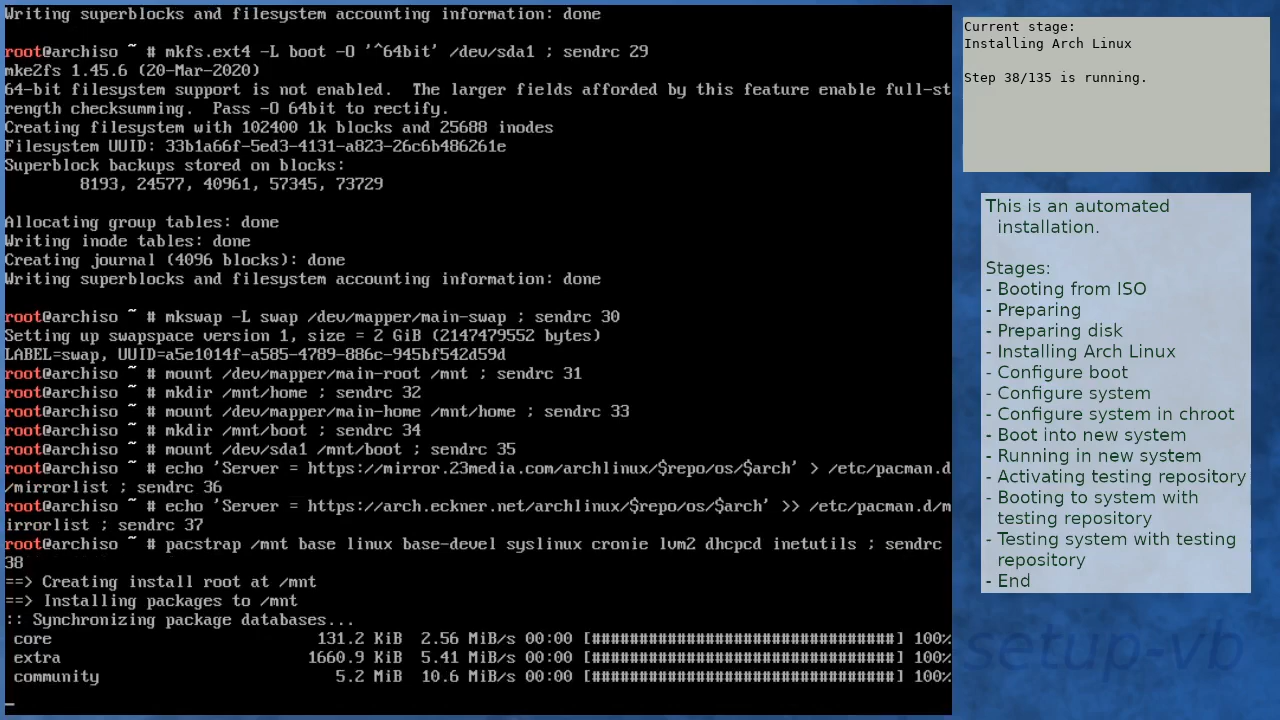 Writing superblocks and filesystem accounting information: done
root@archiso ~ # mkfs.ext4 -L boot -O '^64bit' /dev/sda1 ; sendrc 29
mke2fs 1.45.6 (20-Mar-2020)
64-bit filesystem support is not enabled.  The larger fields afforded by this feature enable full-st
rength checksumming.  Pass -O 64bit to rectify.
Creating filesystem with 102400 1k blocks and 25688 inodes
Filesystem UUID: 33b1a66f-5ed3-4131-a823-26c6b486261e
Superblock backups stored on blocks:
        8193, 24577, 40961, 57345, 73729
Allocating group tables: done
Writing inode tables: done
Creating journal (4096 blocks): done
Writing superblocks and filesystem accounting information: done
root@archiso ~ # mkswap -L swap /dev/mapper/main-swap ; sendrc 30
Setting up swapspace version 1, size = 2 GiB (2147479552 bytes)
LABEL=swap, UUID=a5e1014f-a585-4789-886c-945bf542d59d
root@archiso ~ # mount /dev/mapper/main-root /mnt ; sendrc 31
root@archiso ~ # mkdir /mnt/home ; sendrc 32
root@archiso ~ # mount /dev/mapper/main-home /mnt/home ; sendrc 33
root@archiso ~ # mkdir /mnt/boot ; sendrc 34
root@archiso ~ # mount /dev/sda1 /mnt/boot ; sendrc 35
root@archiso ~ # echo 'Server = https://mirror.23media.com/archlinux/$repo/os/$arch' > /etc/pacman.d
/mirrorlist ; sendrc 36
root@archiso ~ # echo 'Server = https://arch.eckner.net/archlinux/$repo/os/$arch' >> /etc/pacman.d/m
irrorlist ; sendrc 37
root@archiso ~ # pacstrap /mnt base linux base-devel syslinux cronie lvm2 dhcpcd inetutils ; sendrc
38
==> Creating install root at /mnt
==> Installing packages to /mnt
:: Synchronizing package databases...
 core                            131.2 KiB  2.56 MiB/s 00:00 [#################################] 100%
 extra                          1660.9 KiB  5.41 MiB/s 00:00 [#################################] 100%
 community                         5.2 MiB  10.6 MiB/s 00:00 [#################################] 100%
Current stage:
Installing Arch Linux
Step 38/135 is running.
This is an automated
installation.
Stages:
- Booting from ISO
- Preparing
- Preparing disk
- Installing Arch Linux
- Configure boot
- Configure system
- Configure system in chroot
- Boot into new system
- Running in new system
- Activating testing repository
- Booting to system with
testing repository
- Testing system with testing
repository
- End
setup-vb